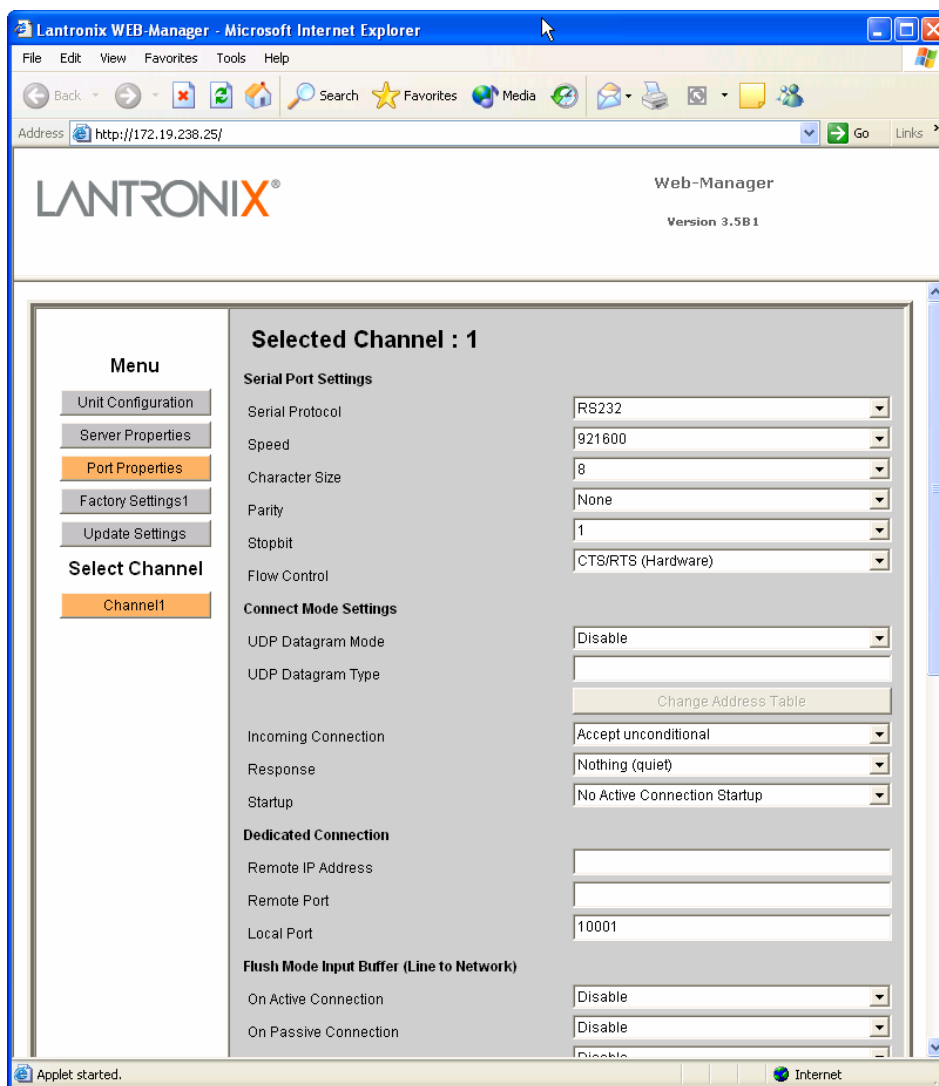 Lantronix WEB-Manager - Microsoft Internet Explorer
File Edit View Favorites Tools Help
Back Search Favorites Media
Address http://172.19.238.25/ Go Links
LANTRONIX®
Web-Manager
Version 3.5B1
Menu
Unit Configuration
Server Properties
Port Properties
Factory Settings1
Update Settings
Select Channel
Channel1
Selected Channel : 1
Serial Port Settings
Serial Protocol RS232
Speed 921600
Character Size 8
Parity None
Stopbit 1
Flow Control CTS/RTS (Hardware)
Connect Mode Settings
UDP Datagram Mode Disable
UDP Datagram Type
Change Address Table
Incoming Connection Accept unconditional
Response Nothing (quiet)
Startup No Active Connection Startup
Dedicated Connection
Remote IP Address
Remote Port
Local Port 10001
Flush Mode Input Buffer (Line to Network)
On Active Connection Disable
On Passive Connection Disable
Applet started. Internet